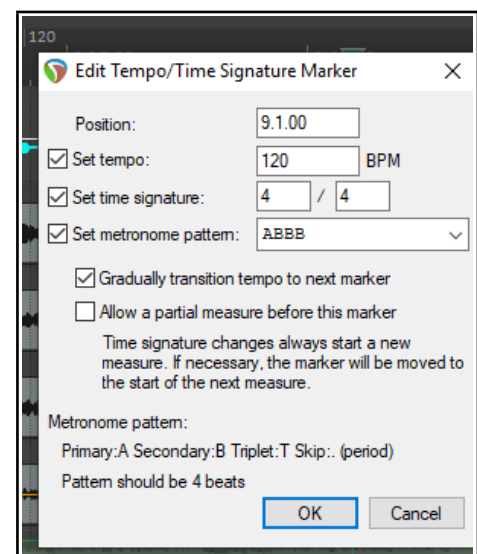 120
Edit Tempo/Time Signature Marker
Position: 9.1.00
Set tempo: 120 BPM
Set time signature: 4 / 4
Set metronome pattern: ABBB
Gradually transition tempo to next marker
Allow a partial measure before this marker
Time signature changes always start a new
measure. If necessary, the marker will be moved to
the start of the next measure.
Metronome pattern:
Primary:A Secondary:B Triplet:T Skip:. (period)
Pattern should be 4 beats
OK Cancel